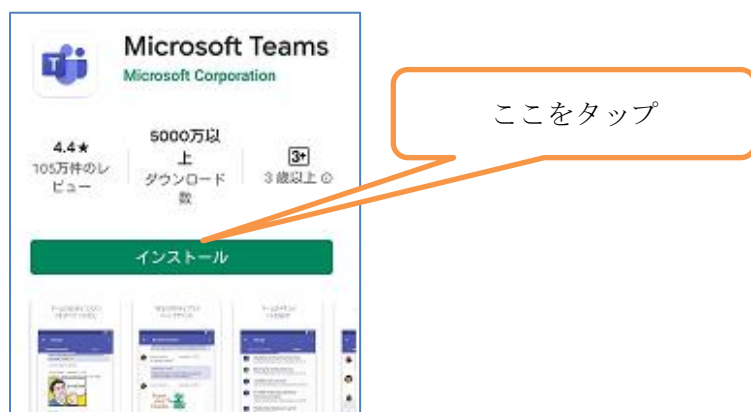 Microsoft Teams
Microsoft Corporation
ここをタップ
4.4★
105万件のレ
ビュー
5000万以
上
ダウンロード
数
3+
3 歳以上
インストール